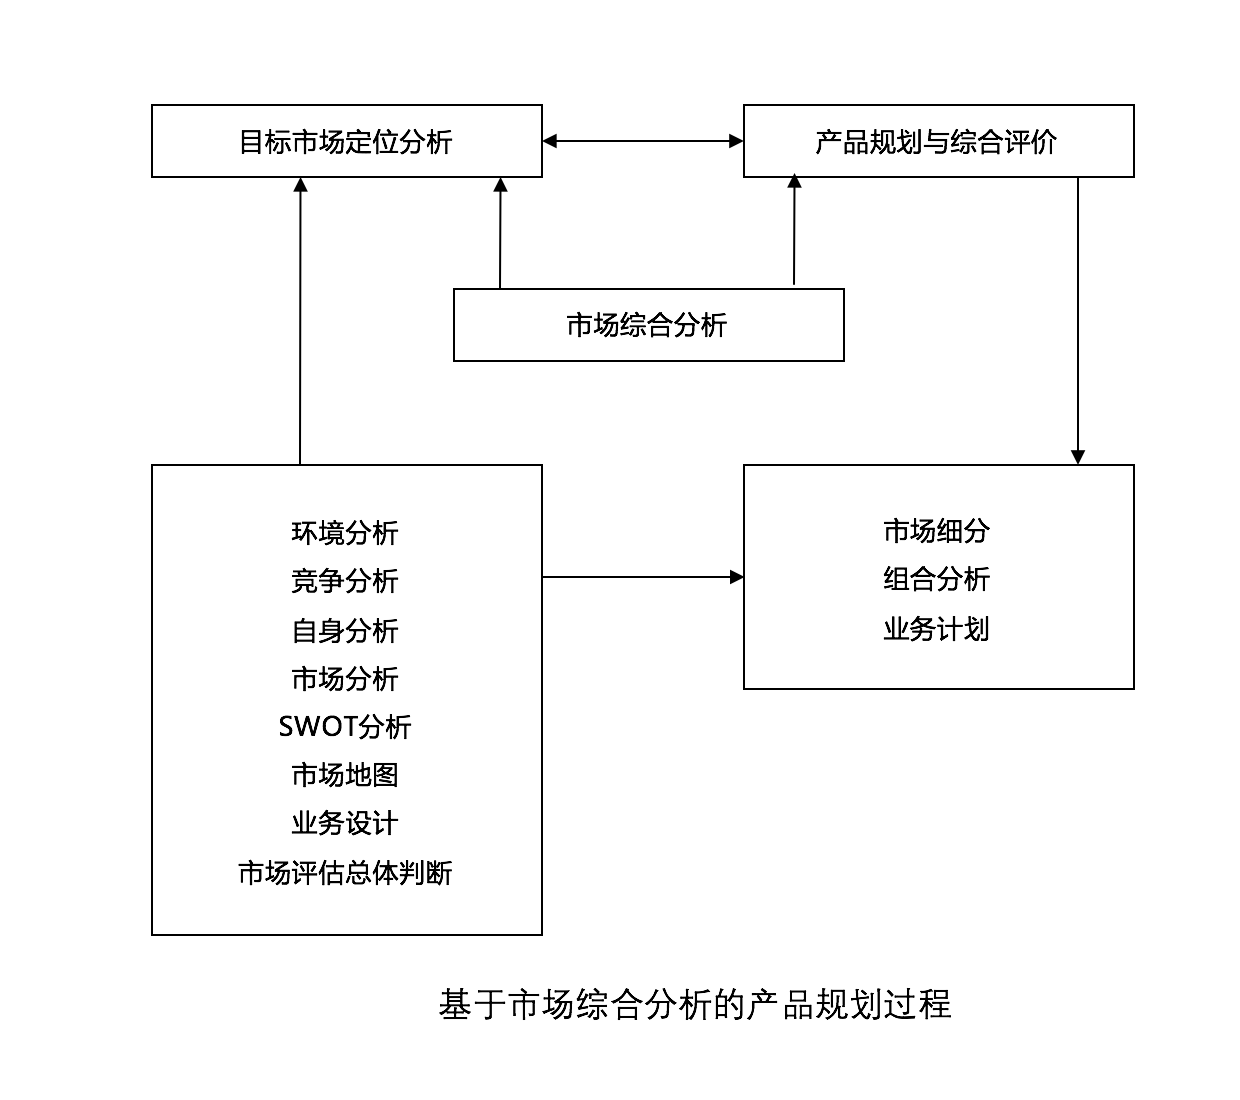 目标市场定位分析
产品规划与综合评价
市场综合分析
环境分析
竞争分析
自身分析
市场分析
SWOT分析
市场地图
业务设计
市场评估总体判断
市场细分
组合分析
业务计划
基于市场综合分析的产品规划过程